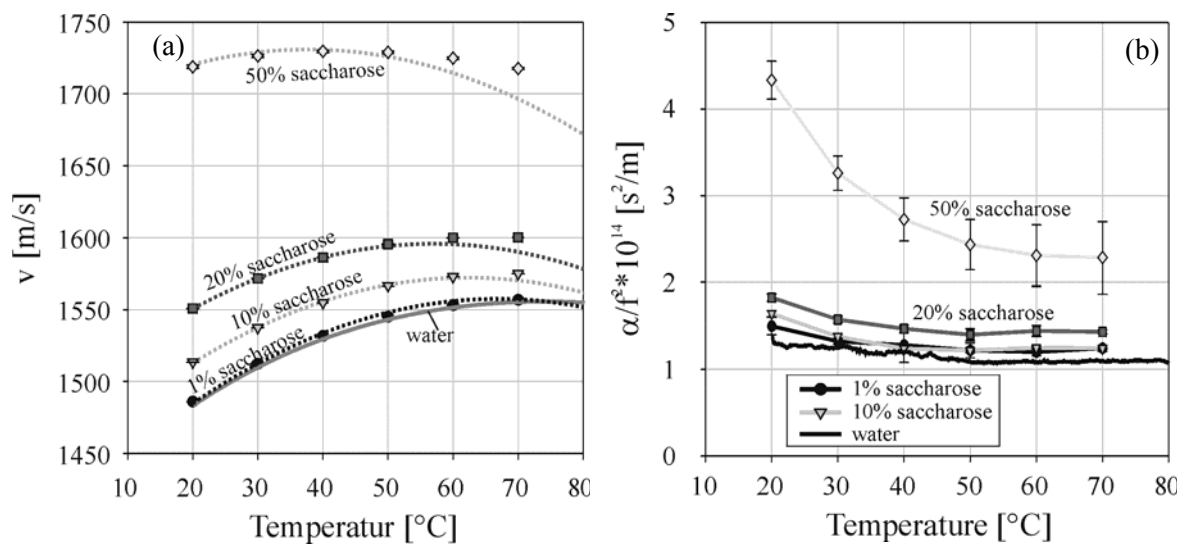 (a)
1750
1700
1650
1600
1550
1500
1450
v [m/s]
50% saccharose
20% saccharose
10% saccharose
1% saccharose
water
10 20 30 40 50 60 70 80
Temperatur [°C]
(b)
5
4
3
2
1
0
α/f²*10¹⁴ [s²/m]
50% saccharose
20% saccharose
1% saccharose
10% saccharose
water
10 20 30 40 50 60 70 80
Temperature [°C]